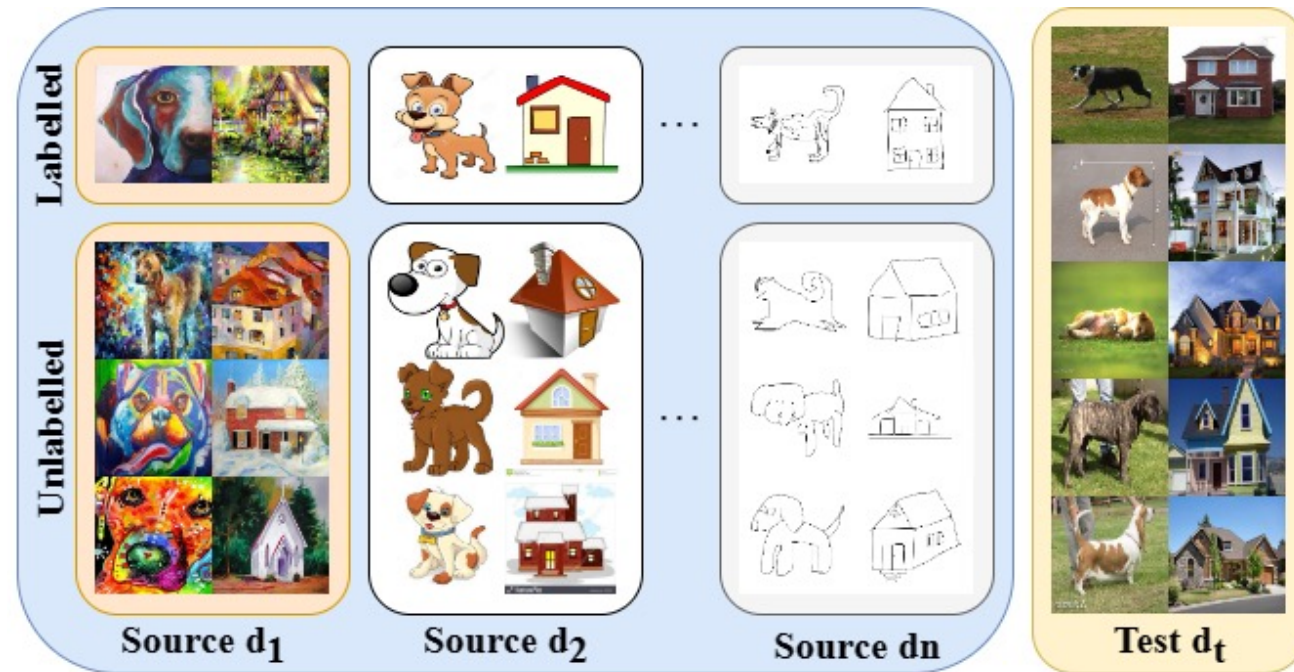 Labelled
...
Unlabelled
...
Source d₁
Source d₂
Source dn
Test dₜ